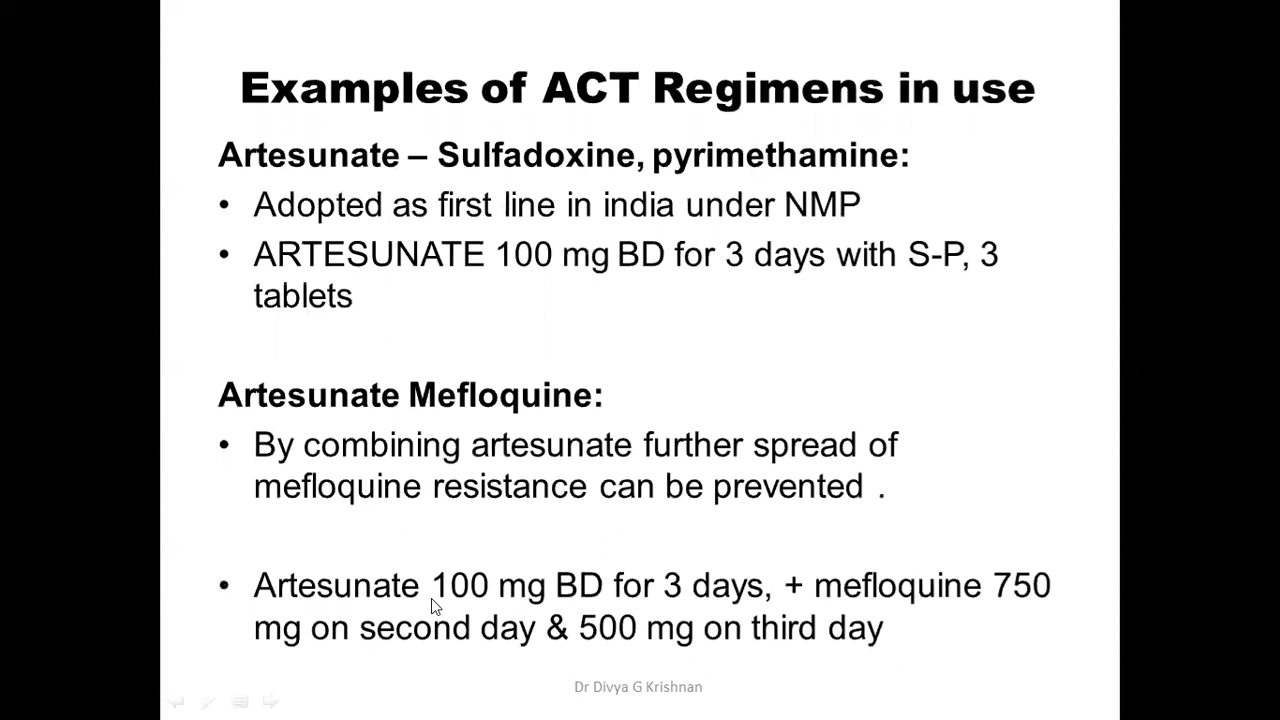 Examples of ACT Regimens in use
Artesunate – Sulfadoxine, pyrimethamine:
• Adopted as first line in india under NMP
• ARTESUNATE 100 mg BD for 3 days with S-P, 3
tablets
Artesunate Mefloquine:
• By combining artesunate further spread of
mefloquine resistance can be prevented .
• Artesunate 100 mg BD for 3 days, + mefloquine 750
mg on second day & 500 mg on third day
Dr Divya G Krishnan